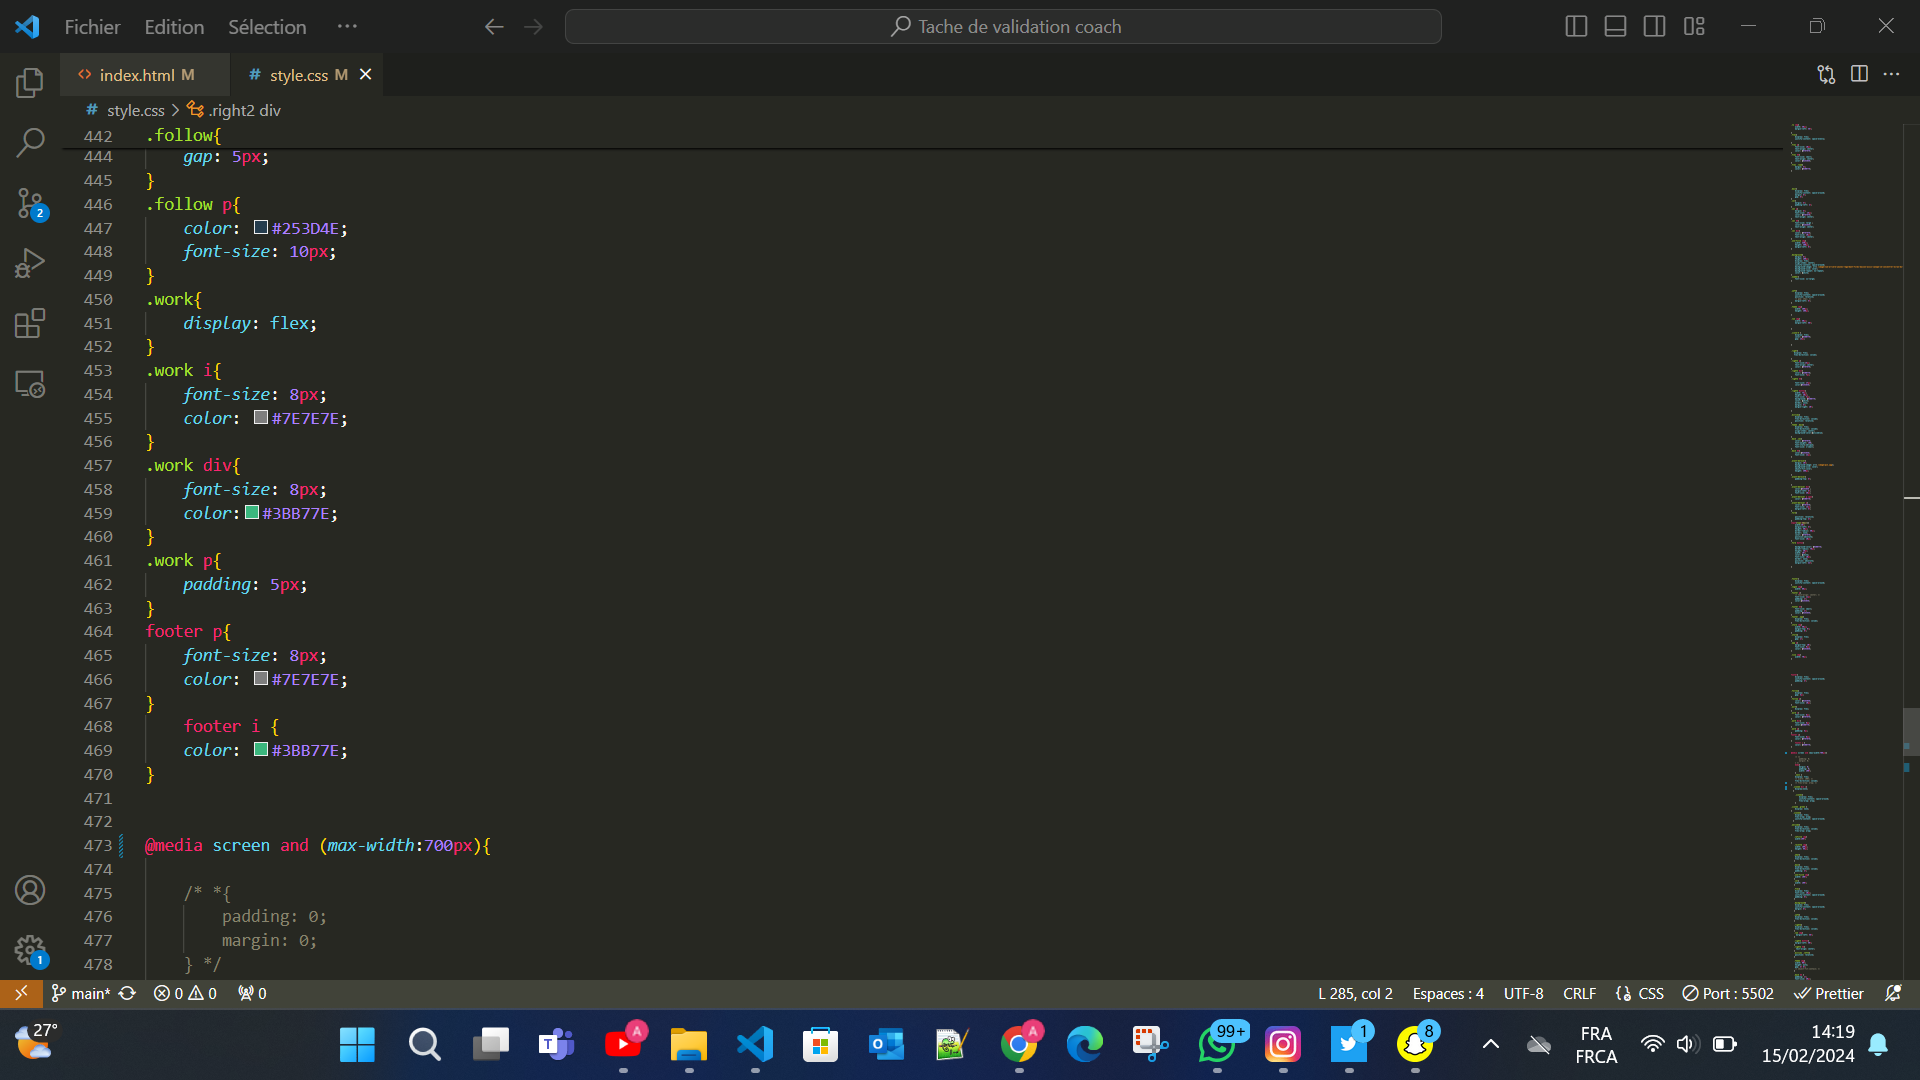 Fichier Edition Sélection ··· Tache de validation coach
<> index.html M # style.css M
# style.css > .right2 div
442 .follow{
444 gap: 5px;
445 }
446 .follow p{
447 color: #253D4E;
448 font-size: 10px;
449 }
450 .work{
451 display: flex;
452 }
453 .work i{
454 font-size: 8px;
455 color: #7E7E7E;
456 }
457 .work div{
458 font-size: 8px;
459 color: #3BB77E;
460 }
461 .work p{
462 padding: 5px;
463 }
464 footer p{
465 font-size: 8px;
466 color: #7E7E7E;
467 }
468 footer i {
469 color: #3BB77E;
470 }
471
472
473 @media screen and (max-width:700px){
474
475 /* *{
476 padding: 0;
477 margin: 0;
478 } */
2
1
main* 0 0 0 L 285, col 2 Espaces : 4 UTF-8 CRLF {} CSS Port : 5502 Prettier
27° A A 99+ 1 8 FRA 14:19
FRCA 15/02/2024